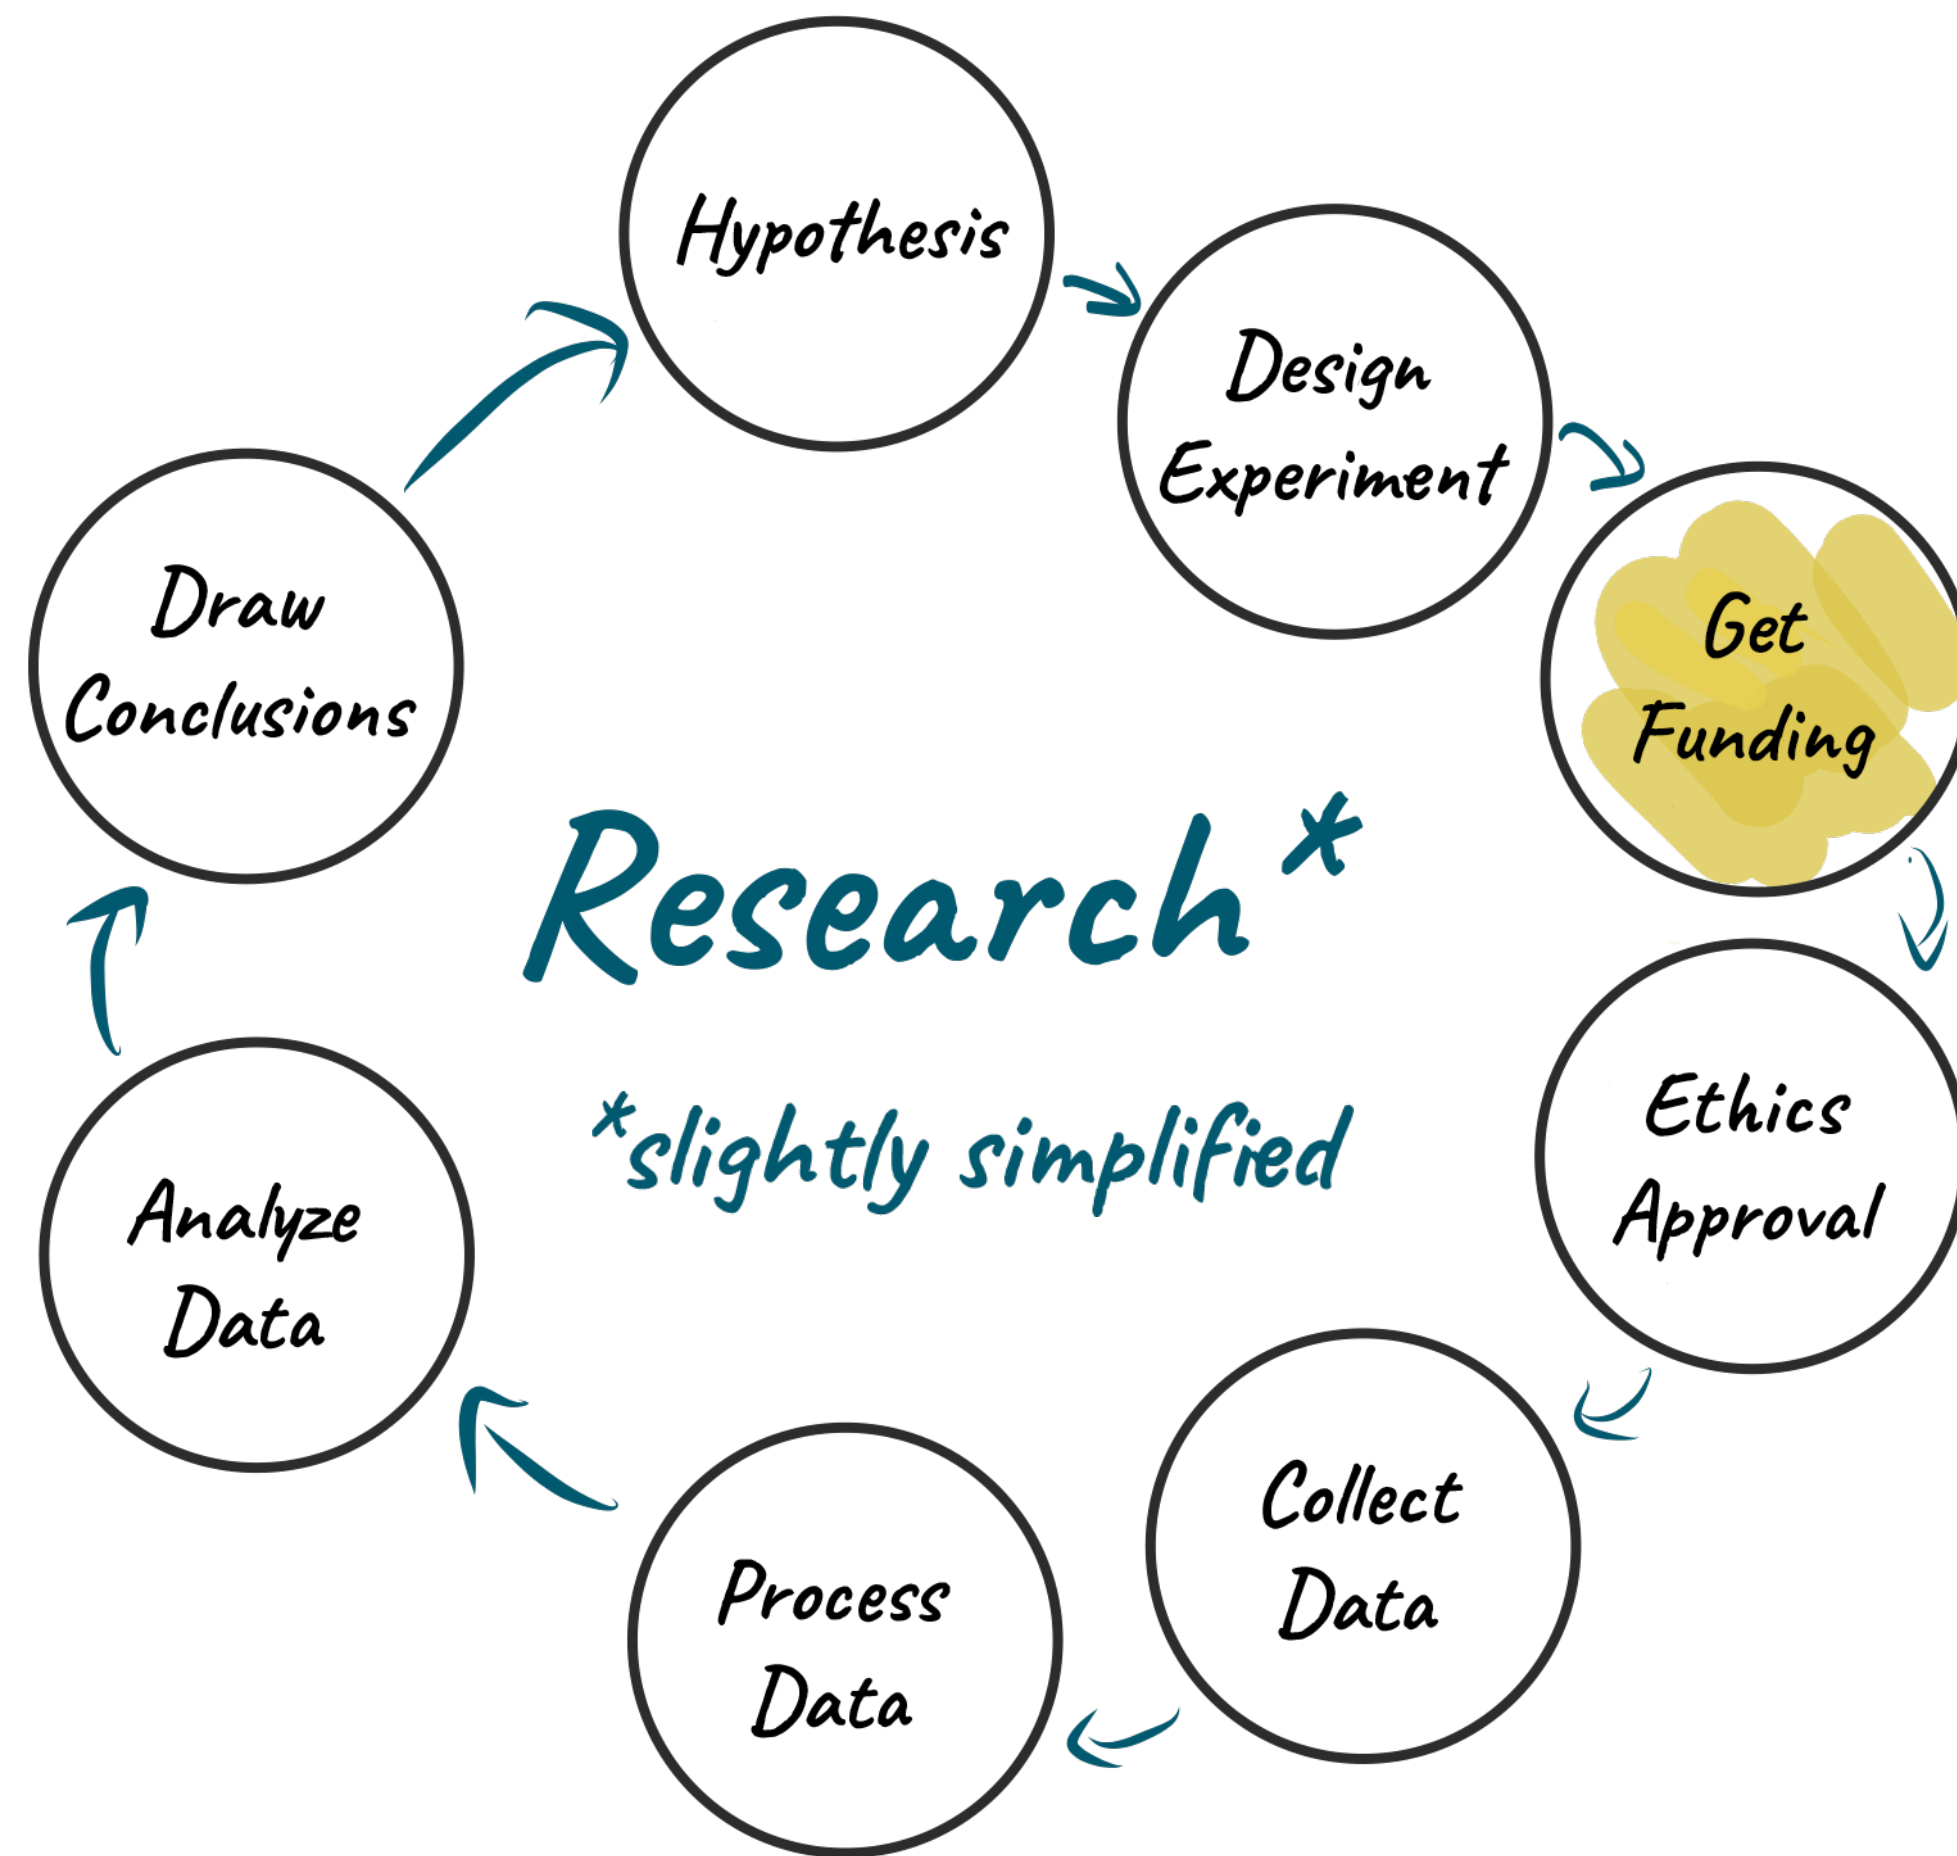 Hypothesis
Design
Experiment
Get
Funding
Ethics
Approval
Collect
Data
Process
Data
Analyze
Data
Draw
Conclusions
Research*
*slightly simplified